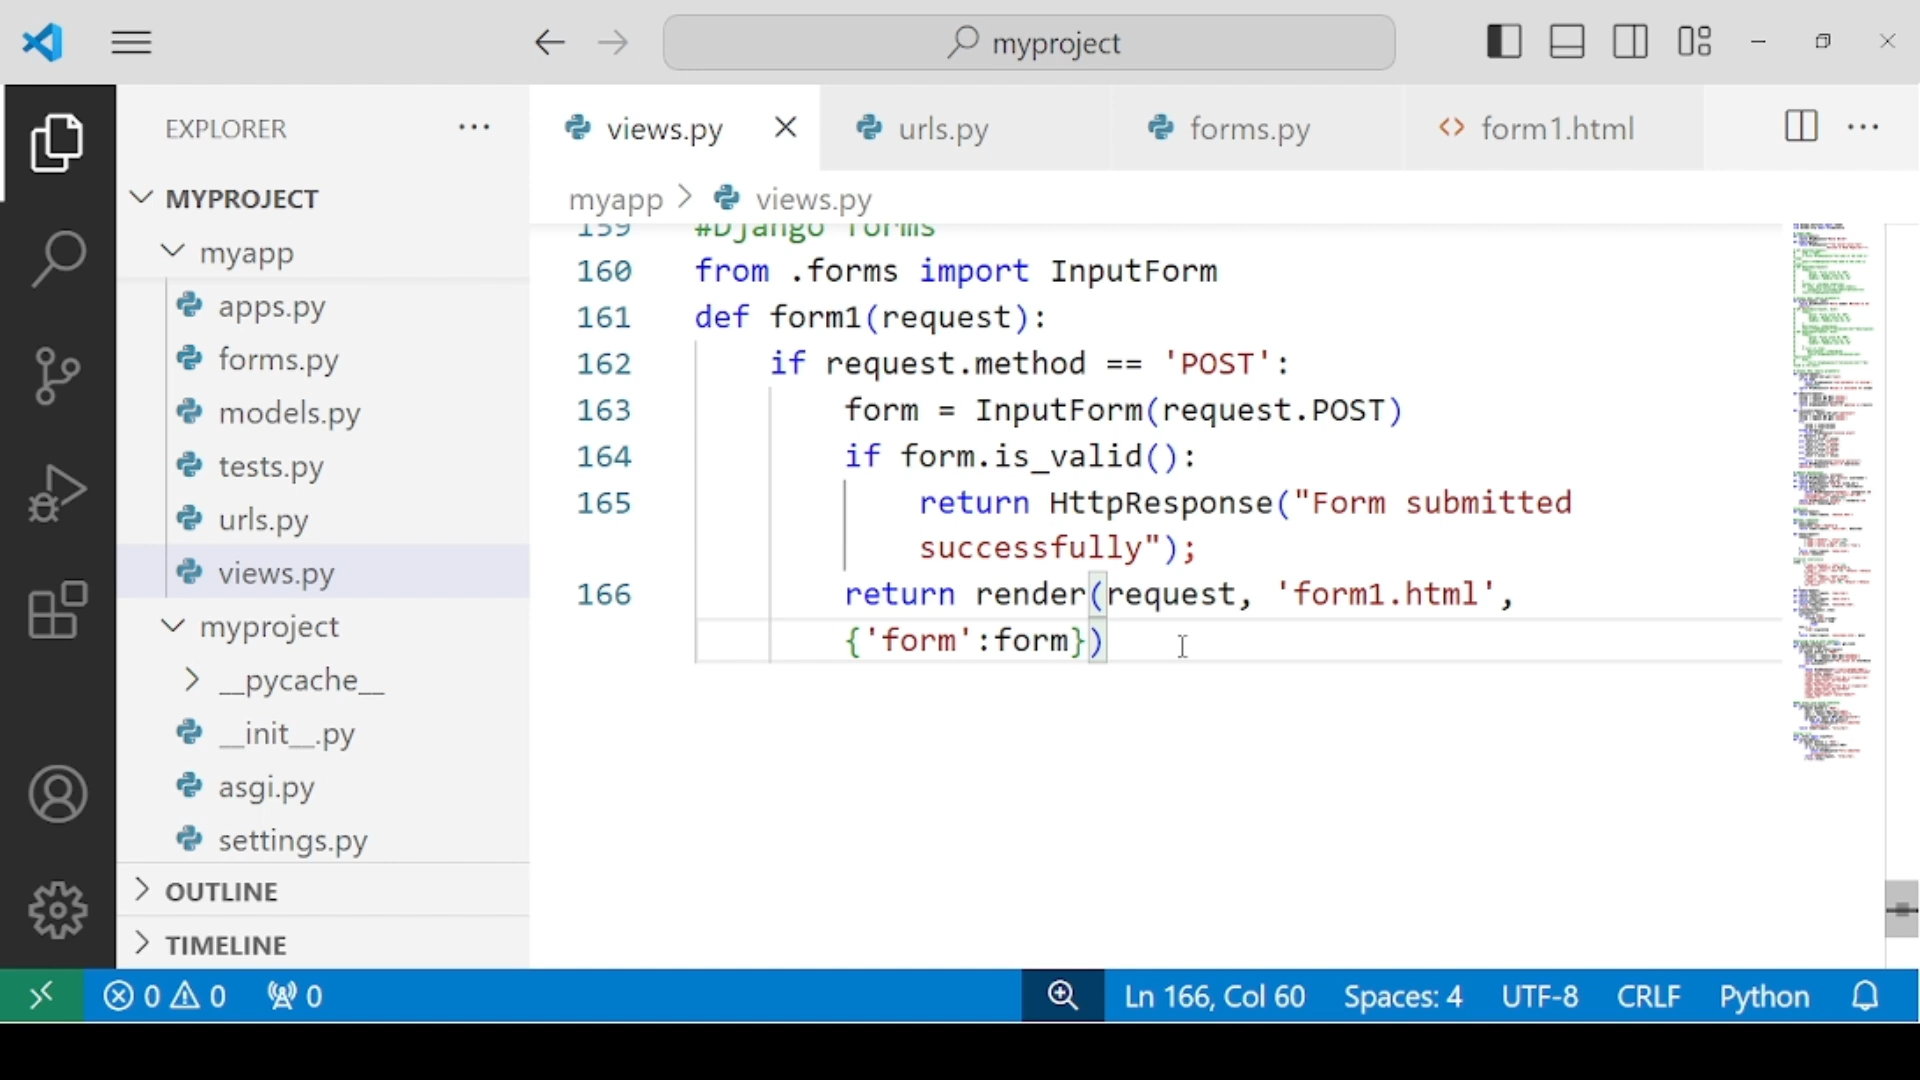 myproject
EXPLORER
views.py
urls.py
forms.py
<> form1.html
MYPROJECT
myapp > views.py
myapp
159 #Django forms
160 from .forms import InputForm
161 def form1(request):
162 if request.method == 'POST':
163 form = InputForm(request.POST)
164 if form.is_valid():
165 return HttpResponse("Form submitted
successfully");
166 return render(request, 'form1.html',
{'form':form})
apps.py
forms.py
models.py
tests.py
urls.py
views.py
myproject
__pycache__
__init__.py
asgi.py
settings.py
OUTLINE
TIMELINE
0 0 0
Ln 166, Col 60
Spaces: 4
UTF-8
CRLF
Python